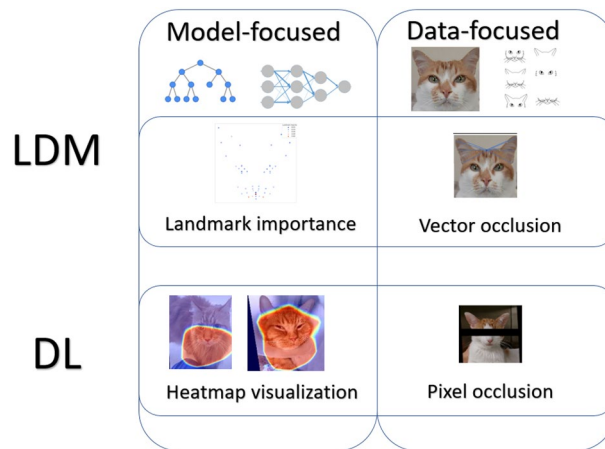 Model-focused
Data-focused
LDM
Landmark importance
Vector occlusion
DL
Heatmap visualization
Pixel occlusion